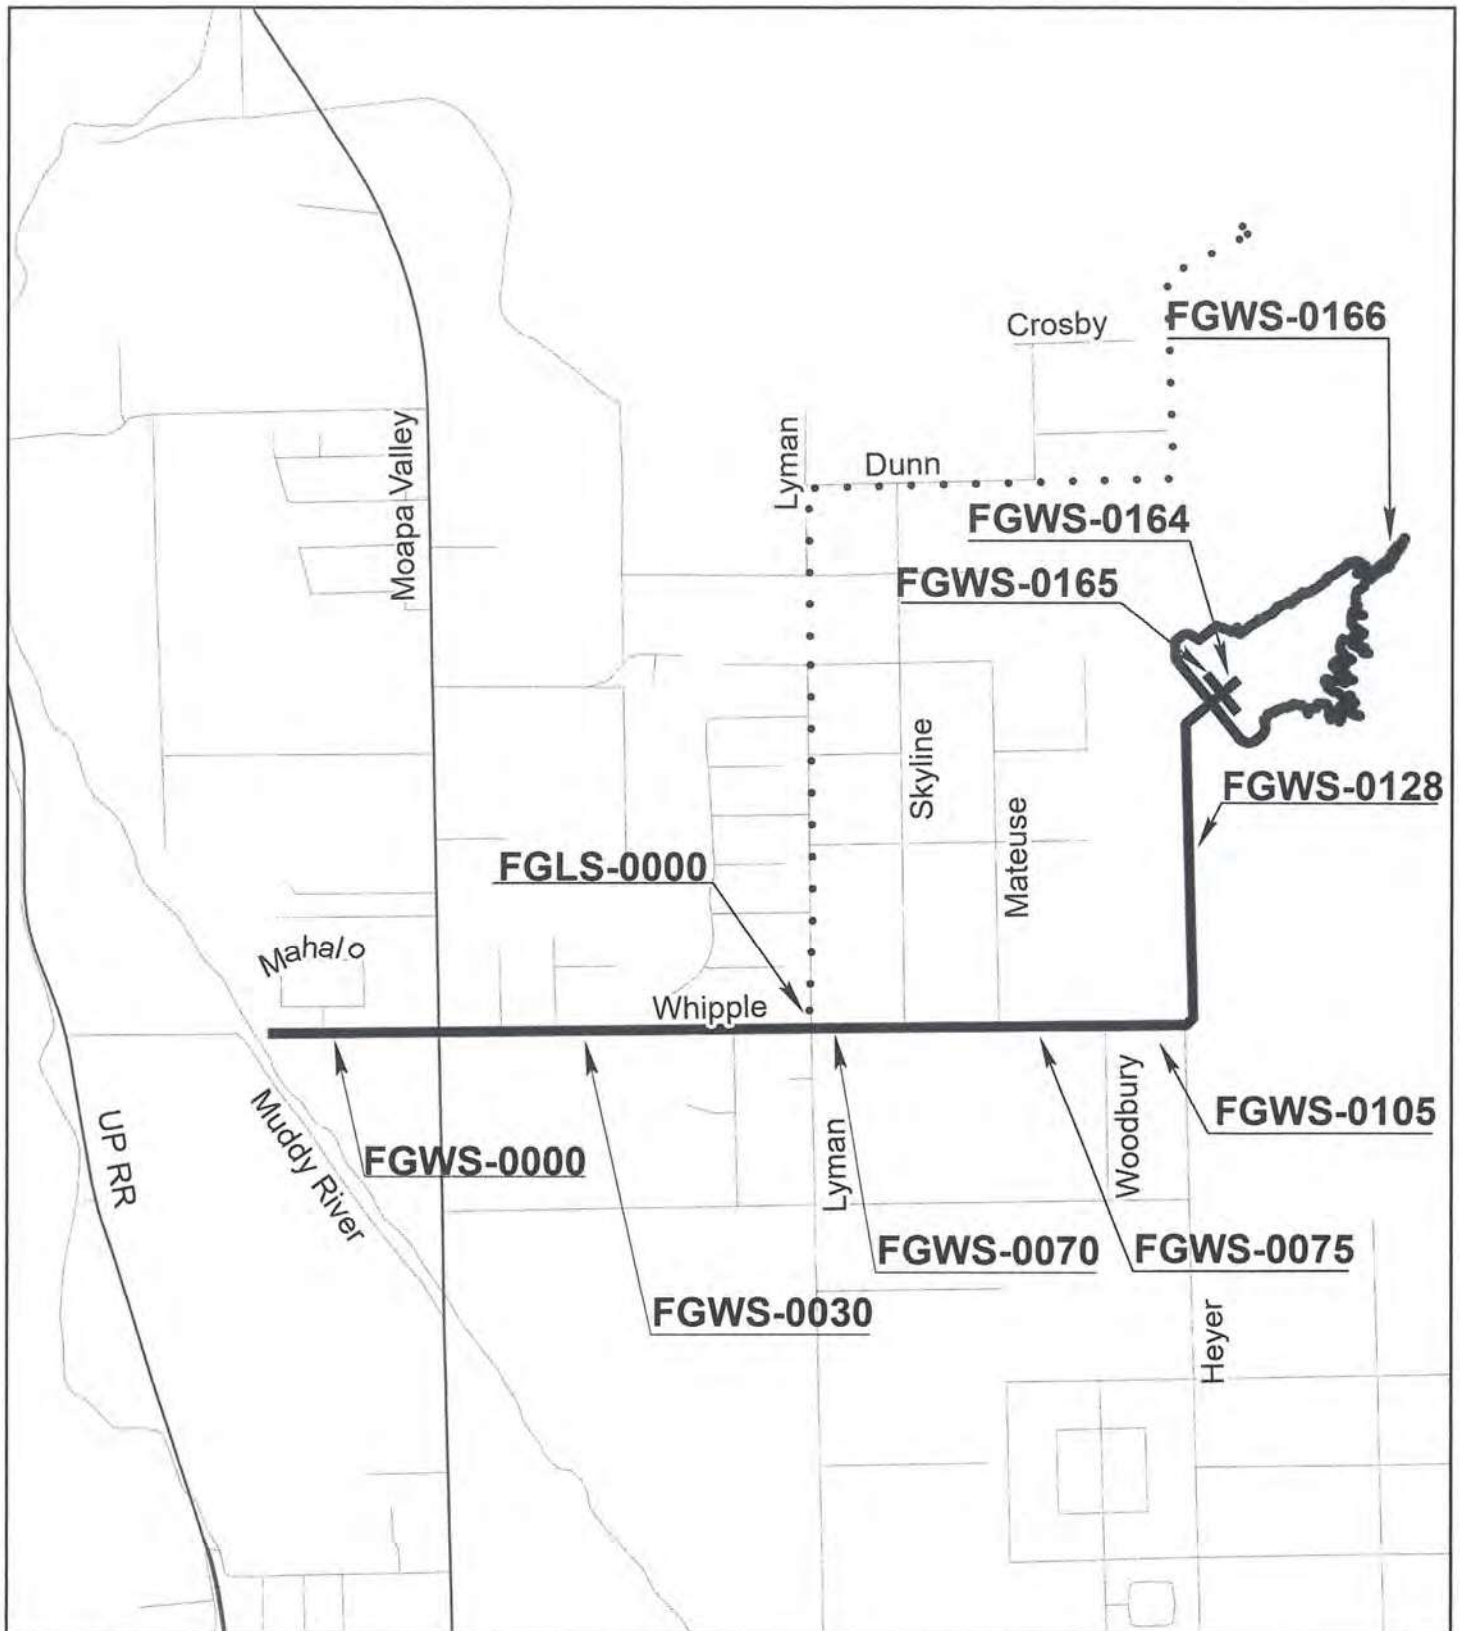 FGWS-0166
Crosby
Moapa Valley
Lyman
Dunn
FGWS-0164
FGWS-0165
Skyline
FGWS-0128
Mateuse
FGLS-0000
Mahalo
Whipple
Woodbury
UP RR
Muddy River
FGWS-0105
Lyman
FGWS-0000
FGWS-0070
FGWS-0075
FGWS-0030
Heyer